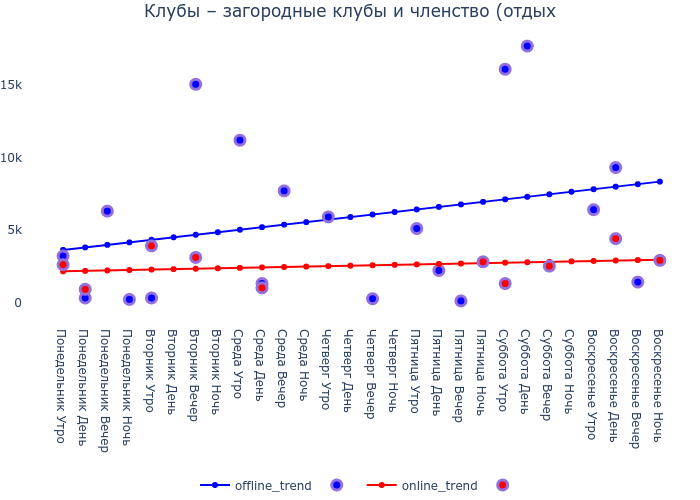 Клубы – загородные клубы и членство (отдых
15k
10k
5k
0
Понедельник Утро
Понедельник День
Понедельник Вечер
Понедельник Ночь
Вторник Утро
Вторник День
Вторник Вечер
Вторник Ночь
Среда Утро
Среда День
Среда Вечер
Среда Ночь
Четверг Утро
Четверг День
Четверг Вечер
Четверг Ночь
Пятница Утро
Пятница День
Пятница Вечер
Пятница Ночь
Суббота Утро
Суббота День
Суббота Вечер
Суббота Ночь
Воскресенье Утро
Воскресенье День
Воскресенье Вечер
Воскресенье Ночь
offline_trend online_trend